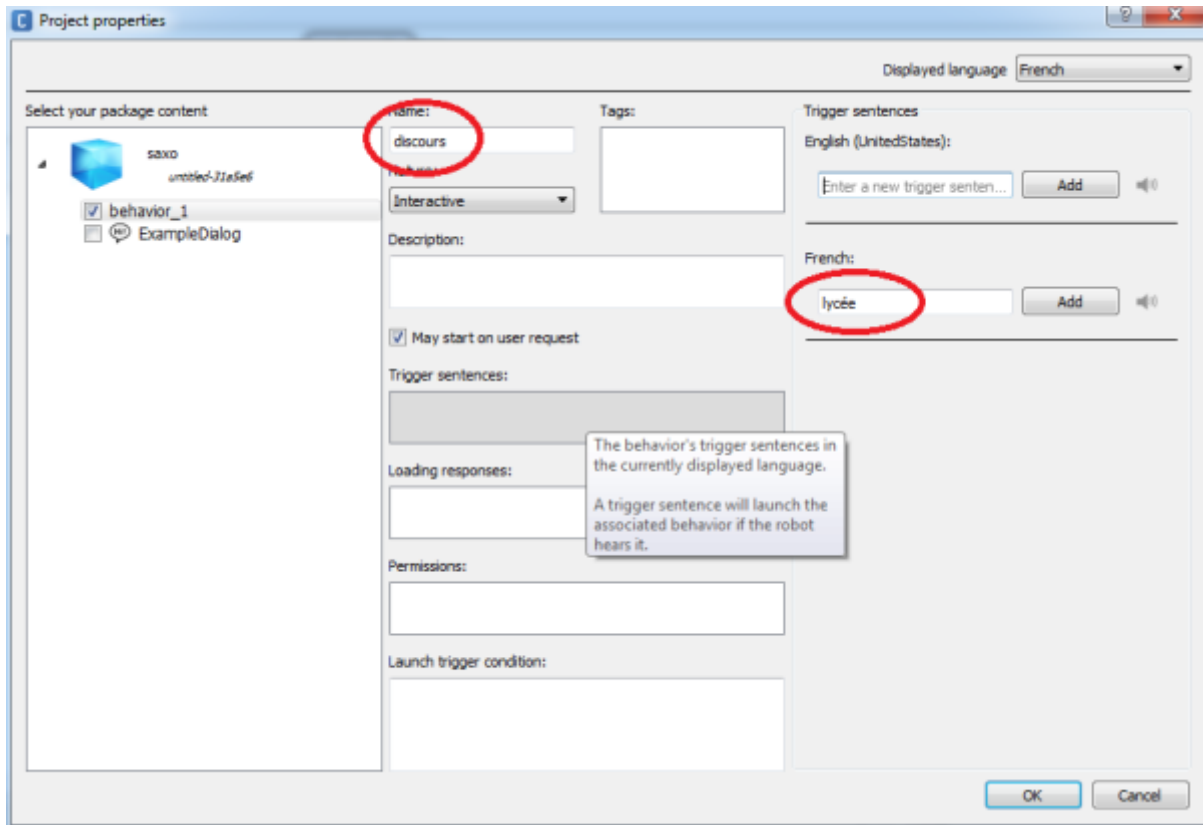 Project properties
Displayed language French
Select your package content
saxo
untitled-31a5e6
behavior_1
ExampleDialog
Name:
discours
Nature:
Interactive
Tags:
Description:
May start on user request
Trigger sentences:
The behavior's trigger sentences in
the currently displayed language.
A trigger sentence will launch the
associated behavior if the robot
hears it.
Loading responses:
Permissions:
Launch trigger condition:
Trigger sentences
English (UnitedStates):
Enter a new trigger senten... Add
French:
lycée Add
OK Cancel